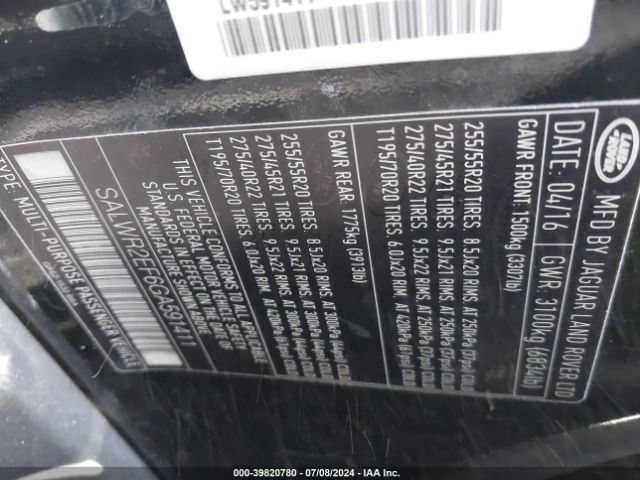 LAND ROVER
MFD BY JAGUAR LAND ROVER LTD
DATE: 04/16 GWR: 3100kg (6834lb)
GAWR FRONT: 1500kg (3307lb)
255/55R20 TIRES: 8.5Jx20 RIMS. AT 250kPa
275/45R21 TIRES: 9.5Jx21 RIMS. AT 250kPa
275/40R22 TIRES: 9.5Jx22 RIMS. AT 250kPa
T195/70R20 TIRES: 6.0Jx20 RIM. AT 420kPa
GAWR REAR: 1775kg (3913lb)
255/55R20 TIRES: 8.5Jx20 RIMS. AT
275/45R21 TIRES: 9.5Jx21 RIMS. AT
275/40R22 TIRES: 9.5Jx22 RIMS. AT
T195/70R20 TIRES: 6.0Jx20 RIM. AT 420kPa
THIS VEHICLE CONFORMS TO ALL APPLICABLE
U.S. FEDERAL MOTOR VEHICLE SAFETY
STANDARDS IN EFFECT ON THE DATE OF
MANUFACTURE SHOWN ABOVE
SALWR2EF6GA591411
TYPE: MULTI-PURPOSE PASSENGER VEHICLE
000-39820780 - 07/08/2024 - IAA Inc.